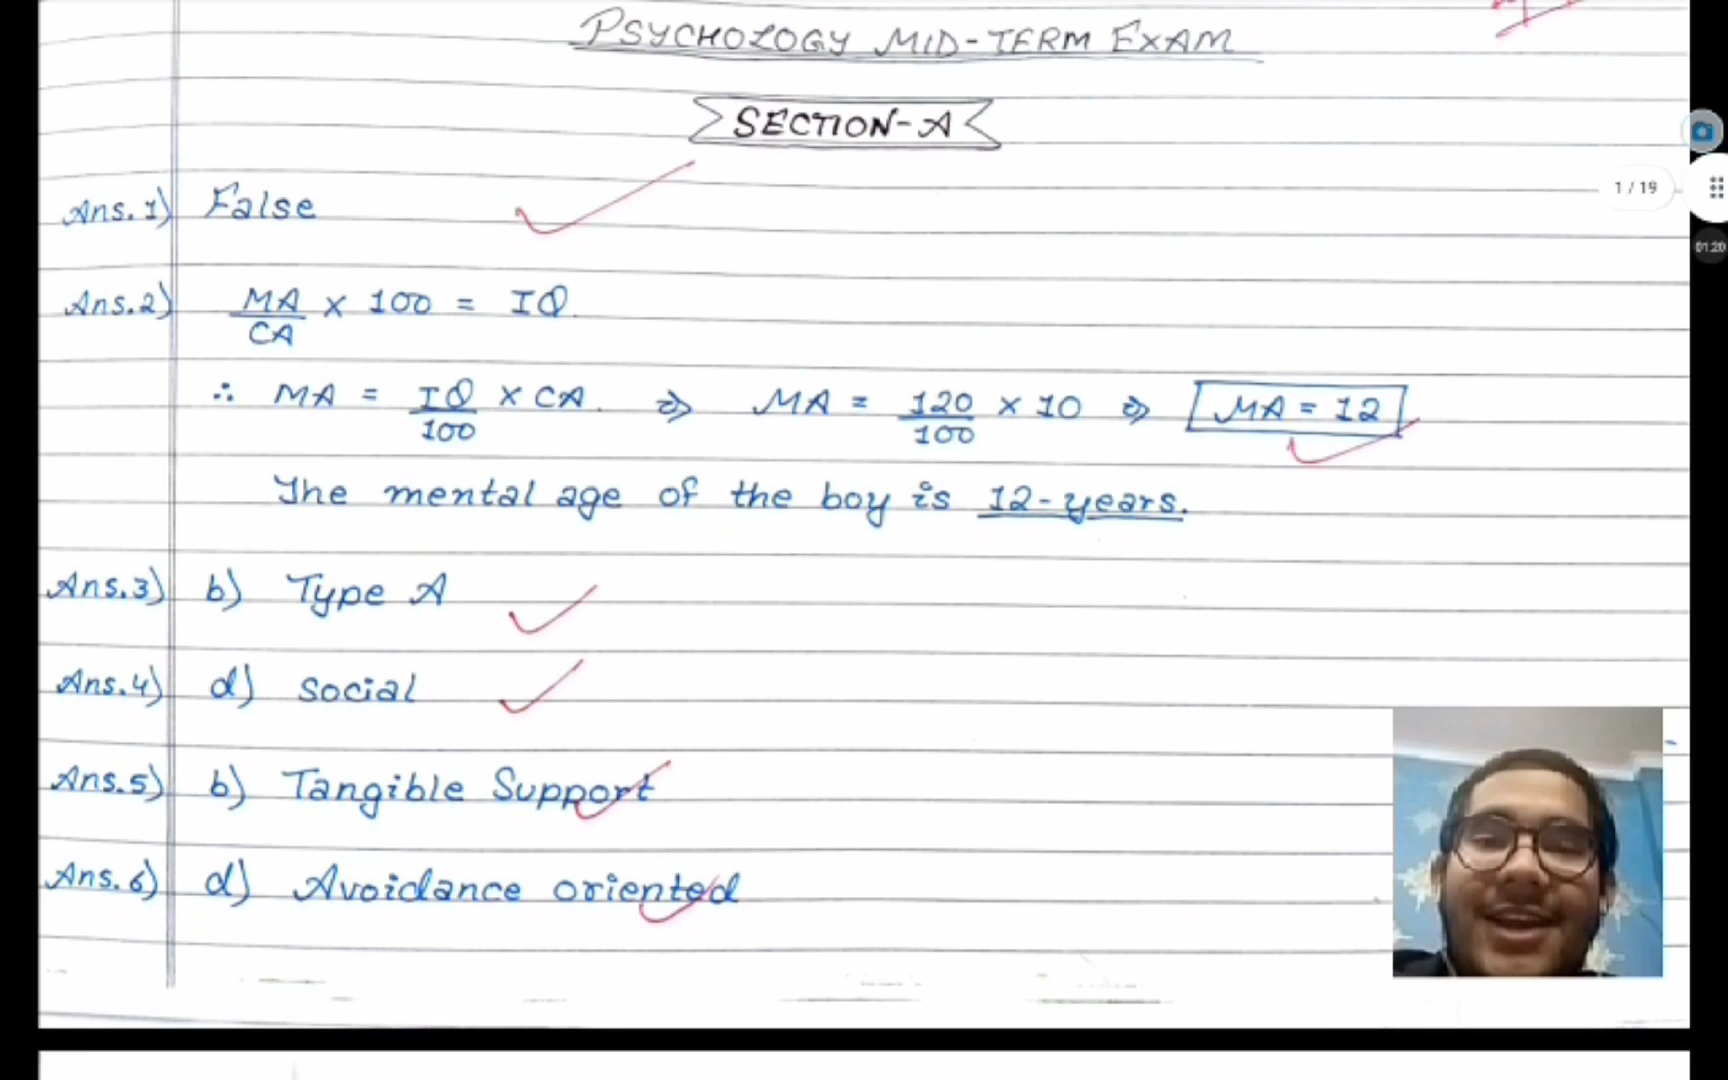 PSYCHOLOGY MID-TERM EXAM
SECTION-A
Ans.1) False
Ans.2) MA/CA × 100 = IQ.
∴ MA = IQ/100 × CA. ⇒ MA = 120/100 × 10 ⇒ MA = 12
The mental age of the boy is 12-years.
Ans.3) b) Type A
Ans.4) d) social
Ans.5) b) Tangible Support
Ans.6) d) Avoidance oriented
1 / 19
01:20